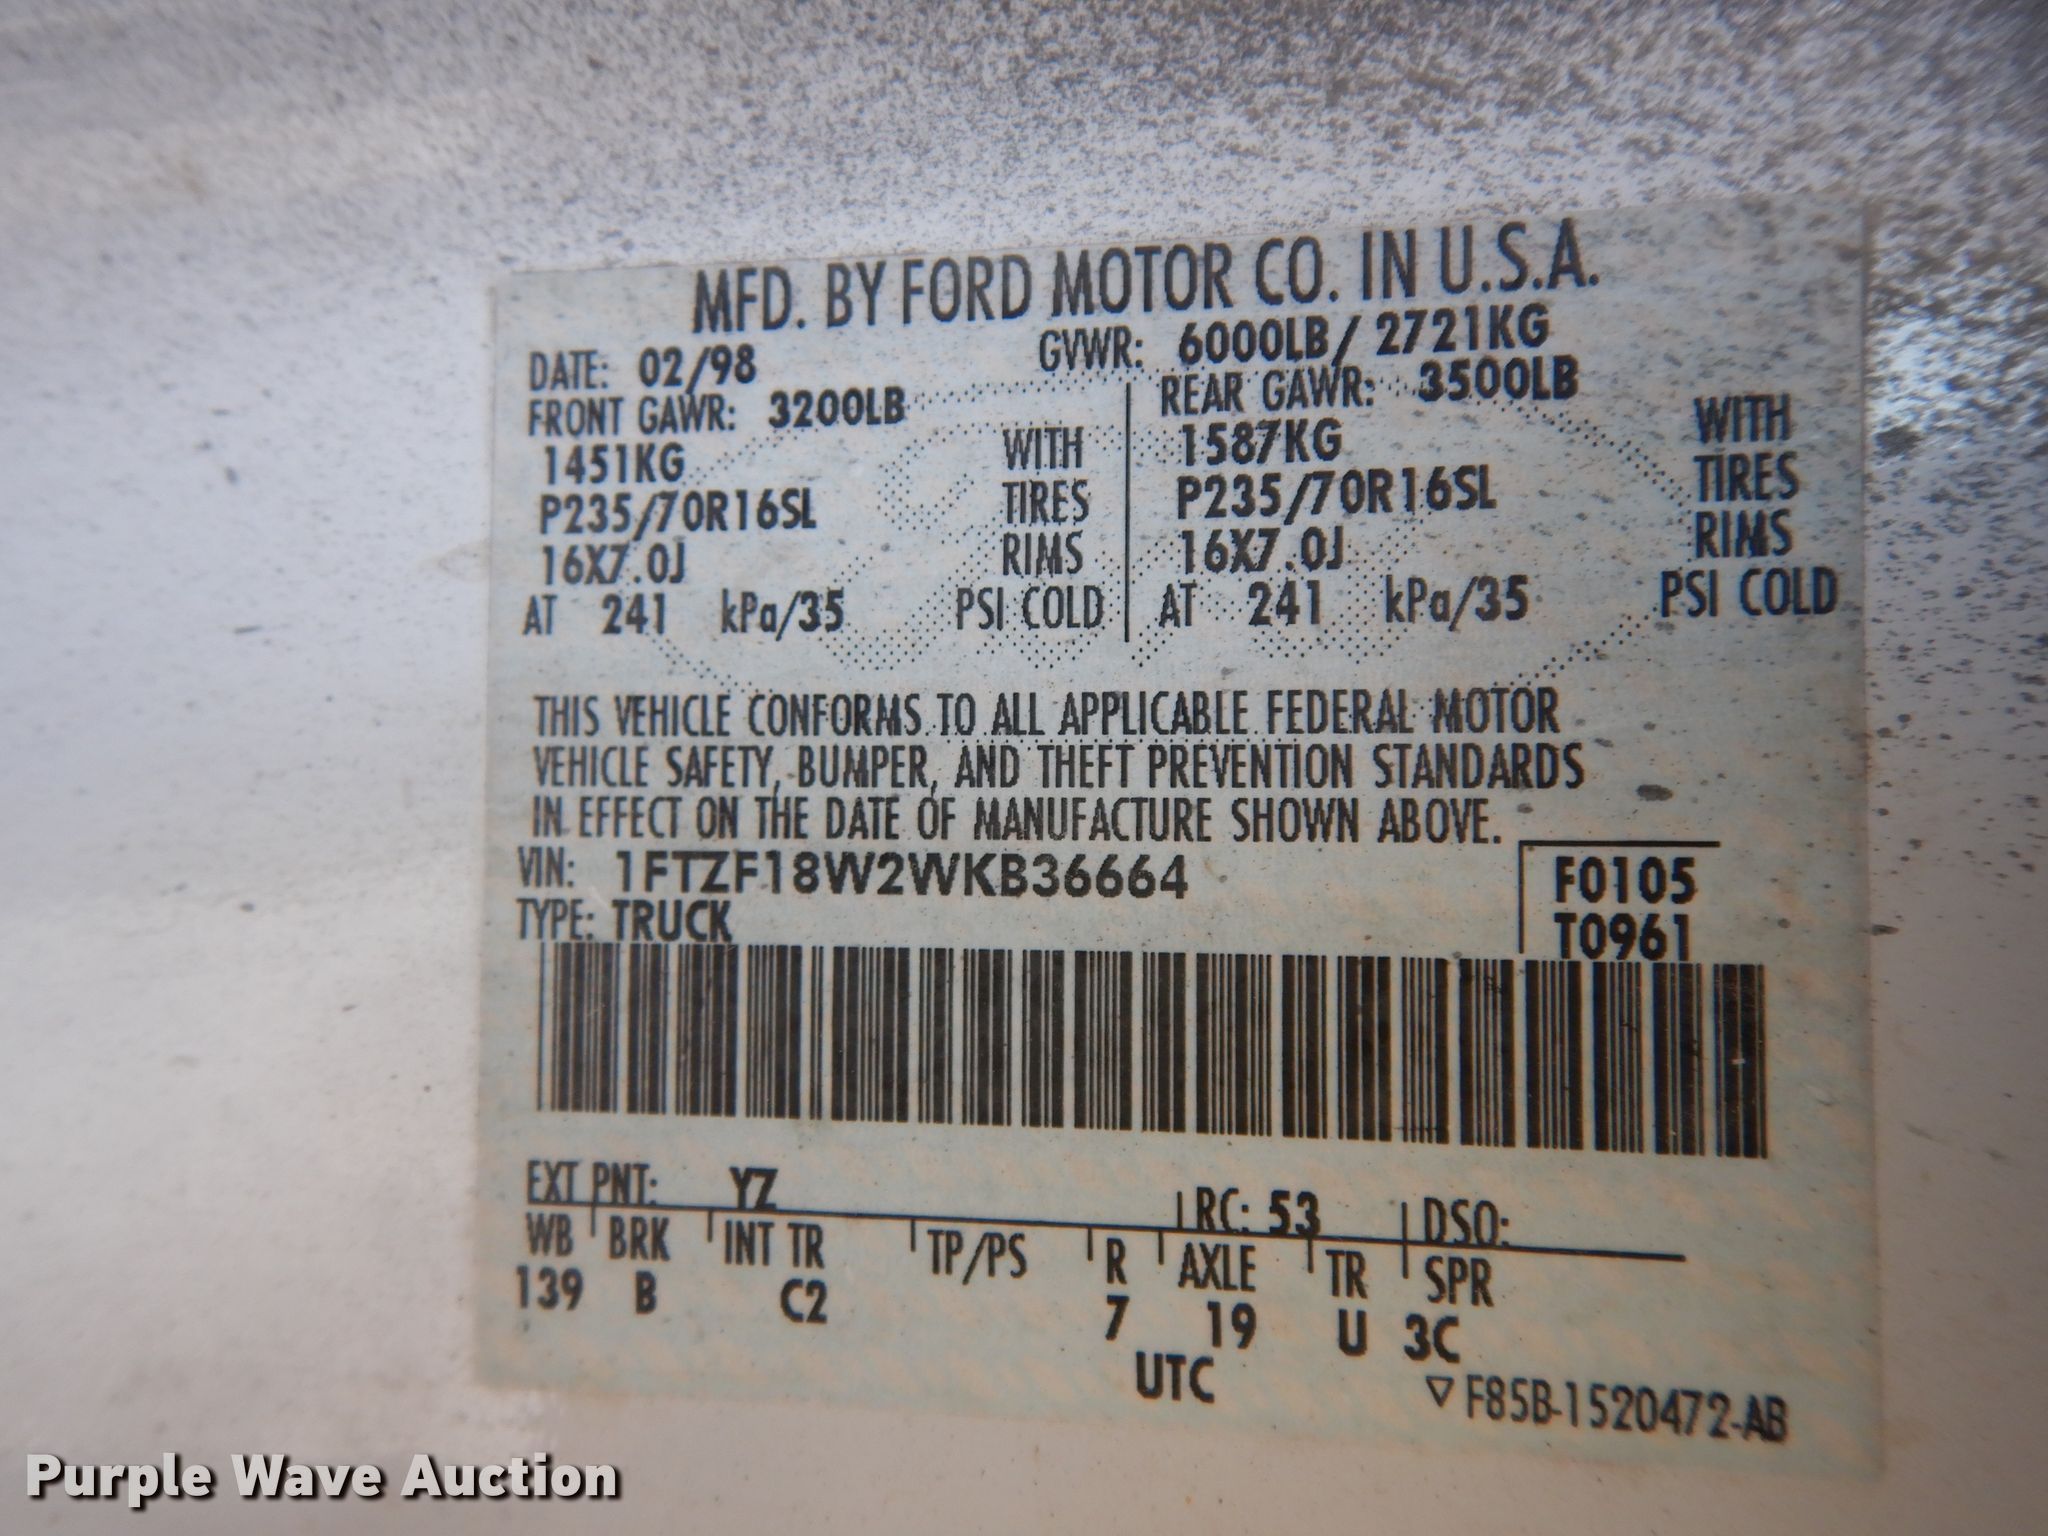 MFD. BY FORD MOTOR CO. IN U.S.A.
DATE: 02/98 GVWR: 6000LB/ 2721KG
FRONT GAWR: 3200LB REAR GAWR: 3500LB
1451KG WITH 1587KG WITH
P235/70R16SL TIRES P235/70R16SL TIRES
16X7.0J RIMS 16X7.0J RIMS
AT 241 kPa/35 PSI COLD AT 241 kPa/35 PSI COLD
THIS VEHICLE CONFORMS TO ALL APPLICABLE FEDERAL MOTOR
VEHICLE SAFETY, BUMPER, AND THEFT PREVENTION STANDARDS
IN EFFECT ON THE DATE OF MANUFACTURE SHOWN ABOVE.
VIN: 1FTZF18W2WKB36664 F0105
TYPE: TRUCK T0961
EXT PNT: YZ RC: 53 DSO:
WB BRK INT TR TP/PS R AXLE TR SPR
139 B C2 7 19 U 3C
UTC
▽ F85B-1520472-AB
Purple Wave Auction